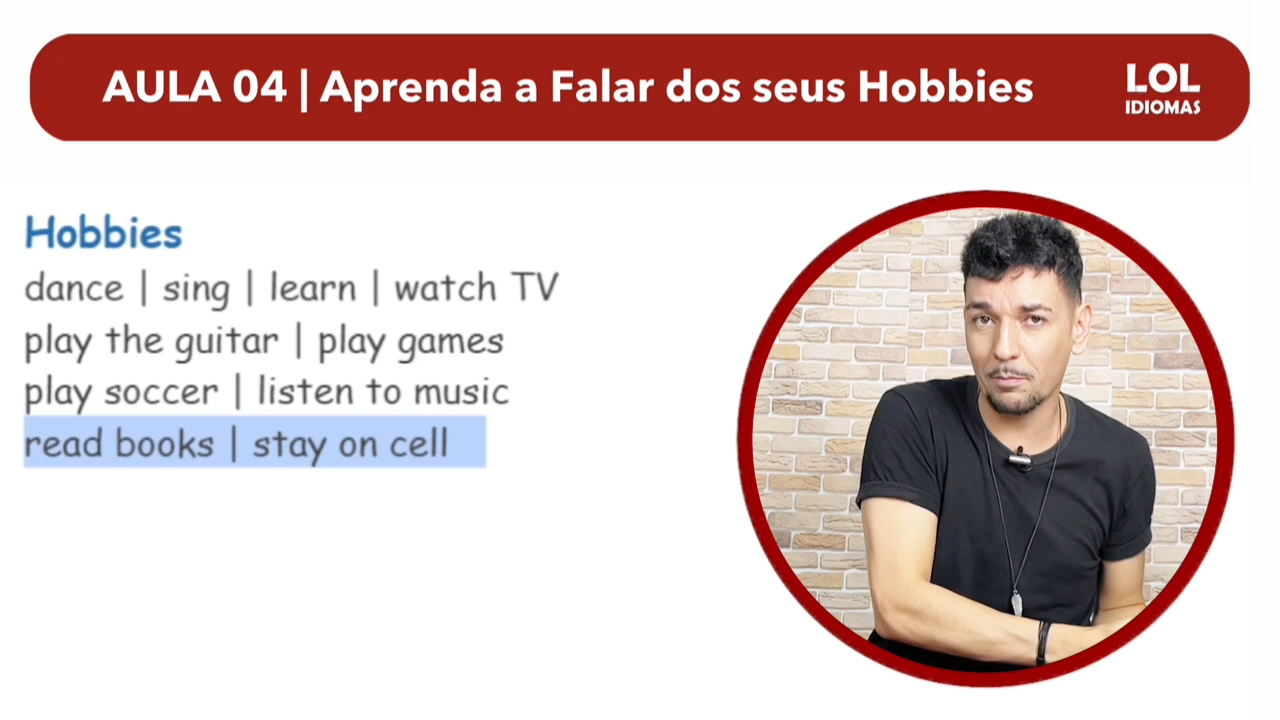 AULA 04 | Aprenda a Falar dos seus Hobbies
LOL
IDIOMAS
Hobbies
dance | sing | learn | watch TV
play the guitar | play games
play soccer | listen to music
read books | stay on cell